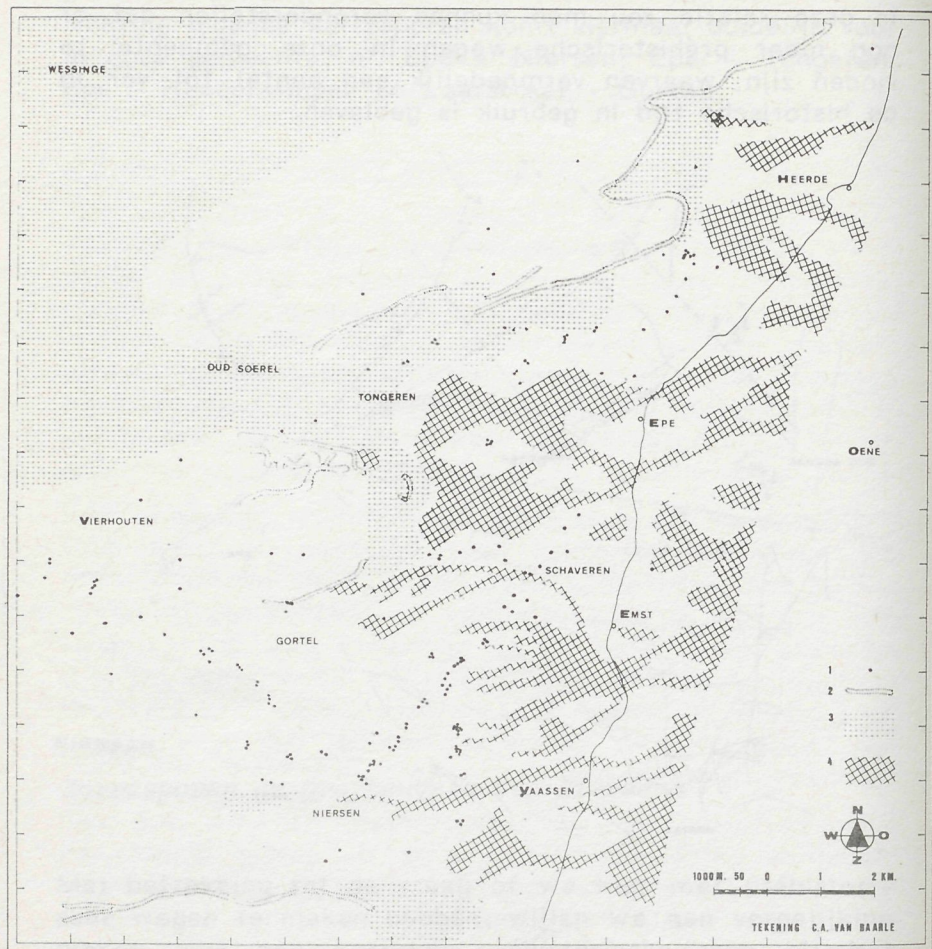 WESSINGE
HEERDE
OUD SOEREL
TONGEREN
EPE
OENE
VIERHOUTEN
SCHAVEREN
EMST
GORTEL
1
2
3
4
VAASSEN
NIERSEN
N
W O
Z
1000 M. 50 0 1 2 KM.
TEKENING C.A. VAN BAARLE